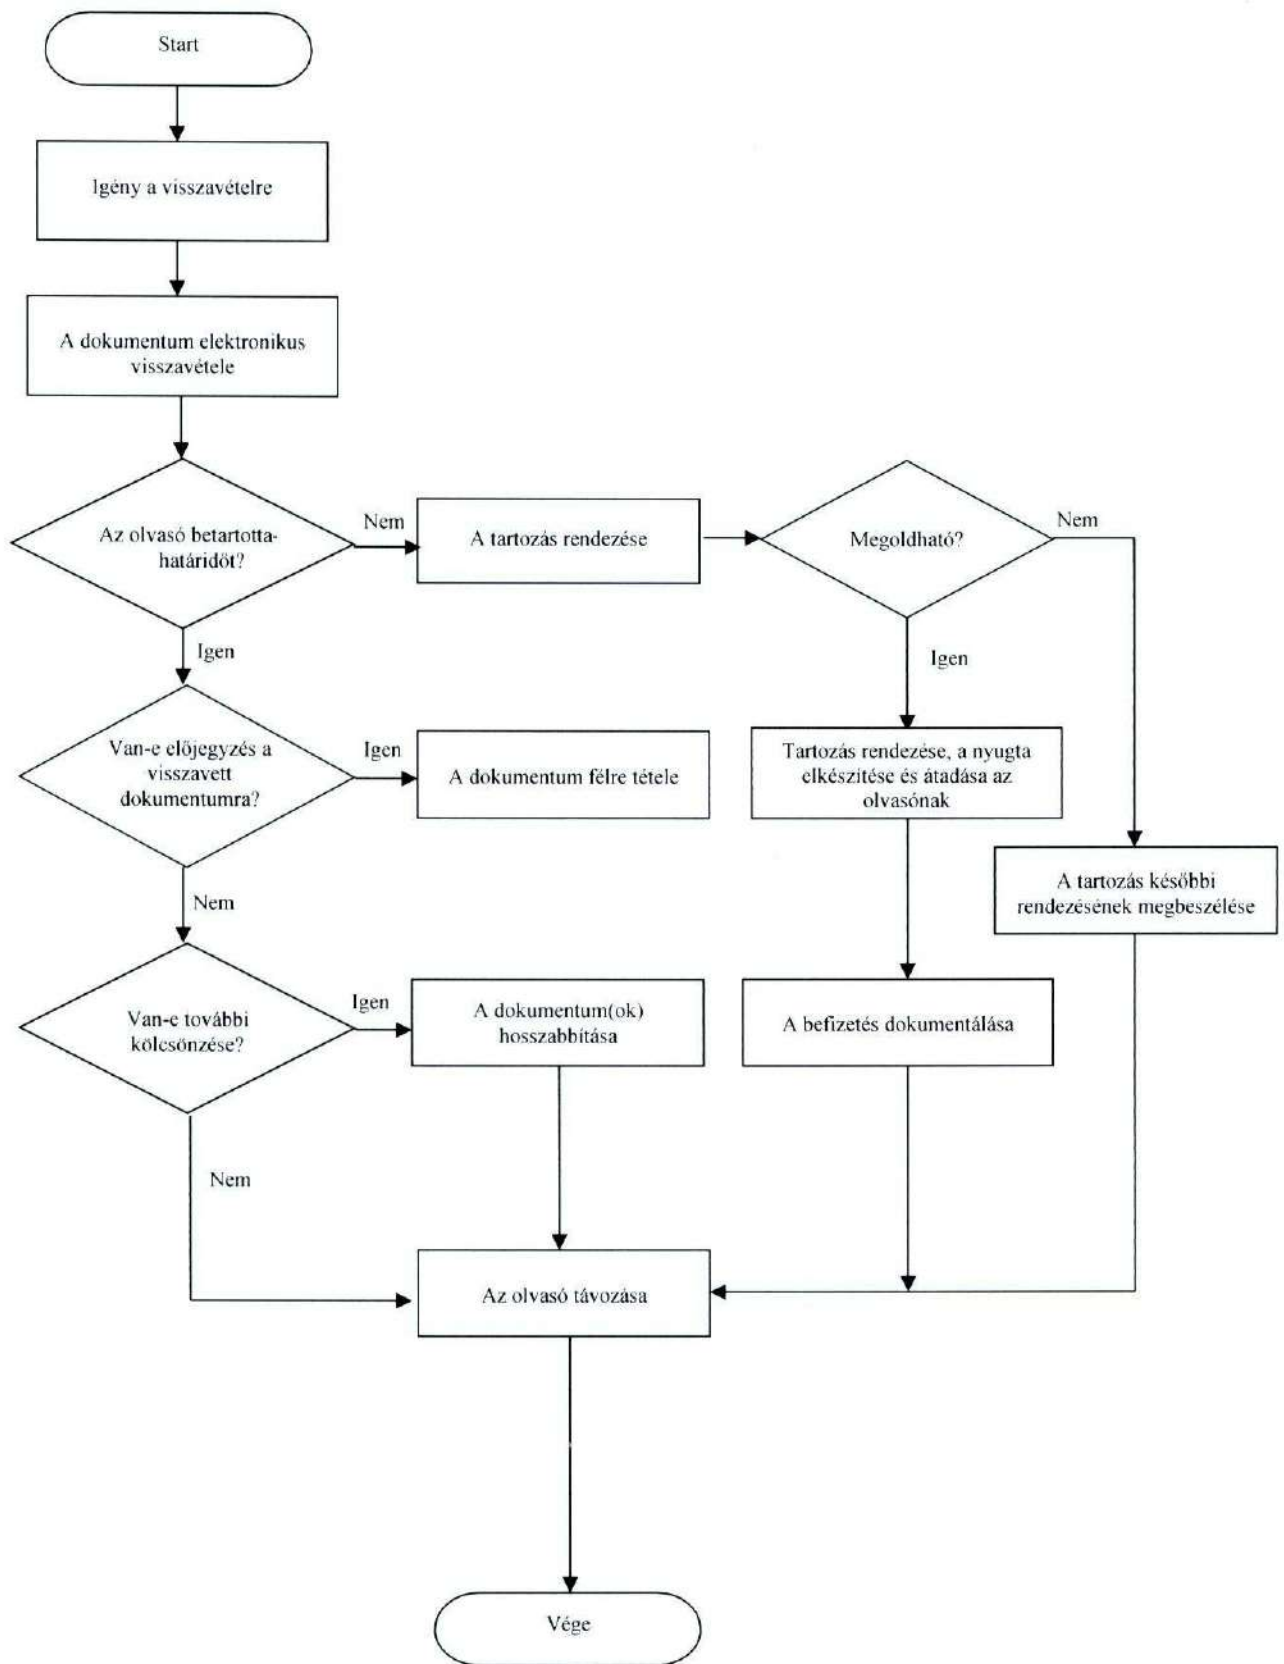 Start
Igény a visszavételre
A dokumentum elektronikus
visszavétele
Az olvasó betartotta-
határidőt?
Nem
A tartozás rendezése
Megoldható?
Nem
Igen
Igen
Van-e előjegyzés a
visszavett
dokumentumra?
Igen
A dokumentum félre tétele
Tartozás rendezése, a nyugta
elkészítése és átadása az
olvasónak
A tartozás későbbi
rendezésének megbeszélése
Nem
Van-e további
kölcsönzése?
Igen
A dokumentum(ok)
hosszabbítása
A befizetés dokumentálása
Nem
Az olvasó távozása
Vége